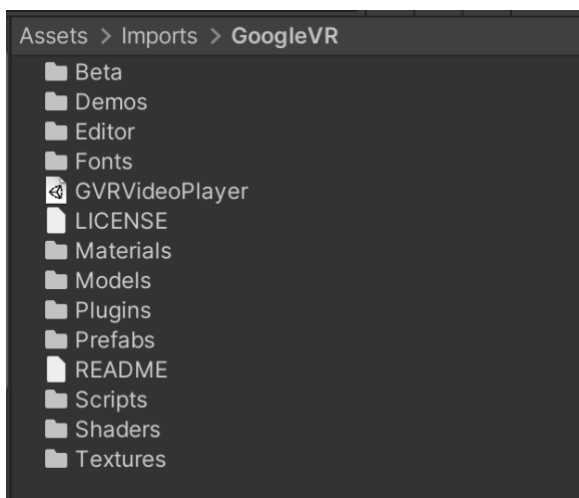 Assets > Imports > GoogleVR
Beta
Demos
Editor
Fonts
GVRVideoPlayer
LICENSE
Materials
Models
Plugins
Prefabs
README
Scripts
Shaders
Textures